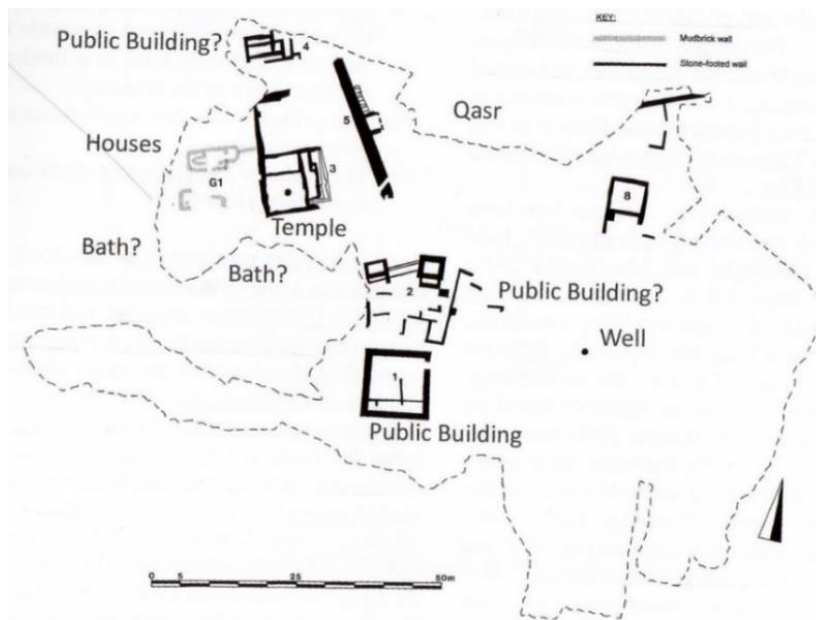 KEY:
Mudbrick wall
Stone-footed wall
Public Building?
4
Qasr
5
Houses
G1
3
8
Temple
Bath?
Bath?
2
Public Building?
Well
1
Public Building
0 5 25 50m